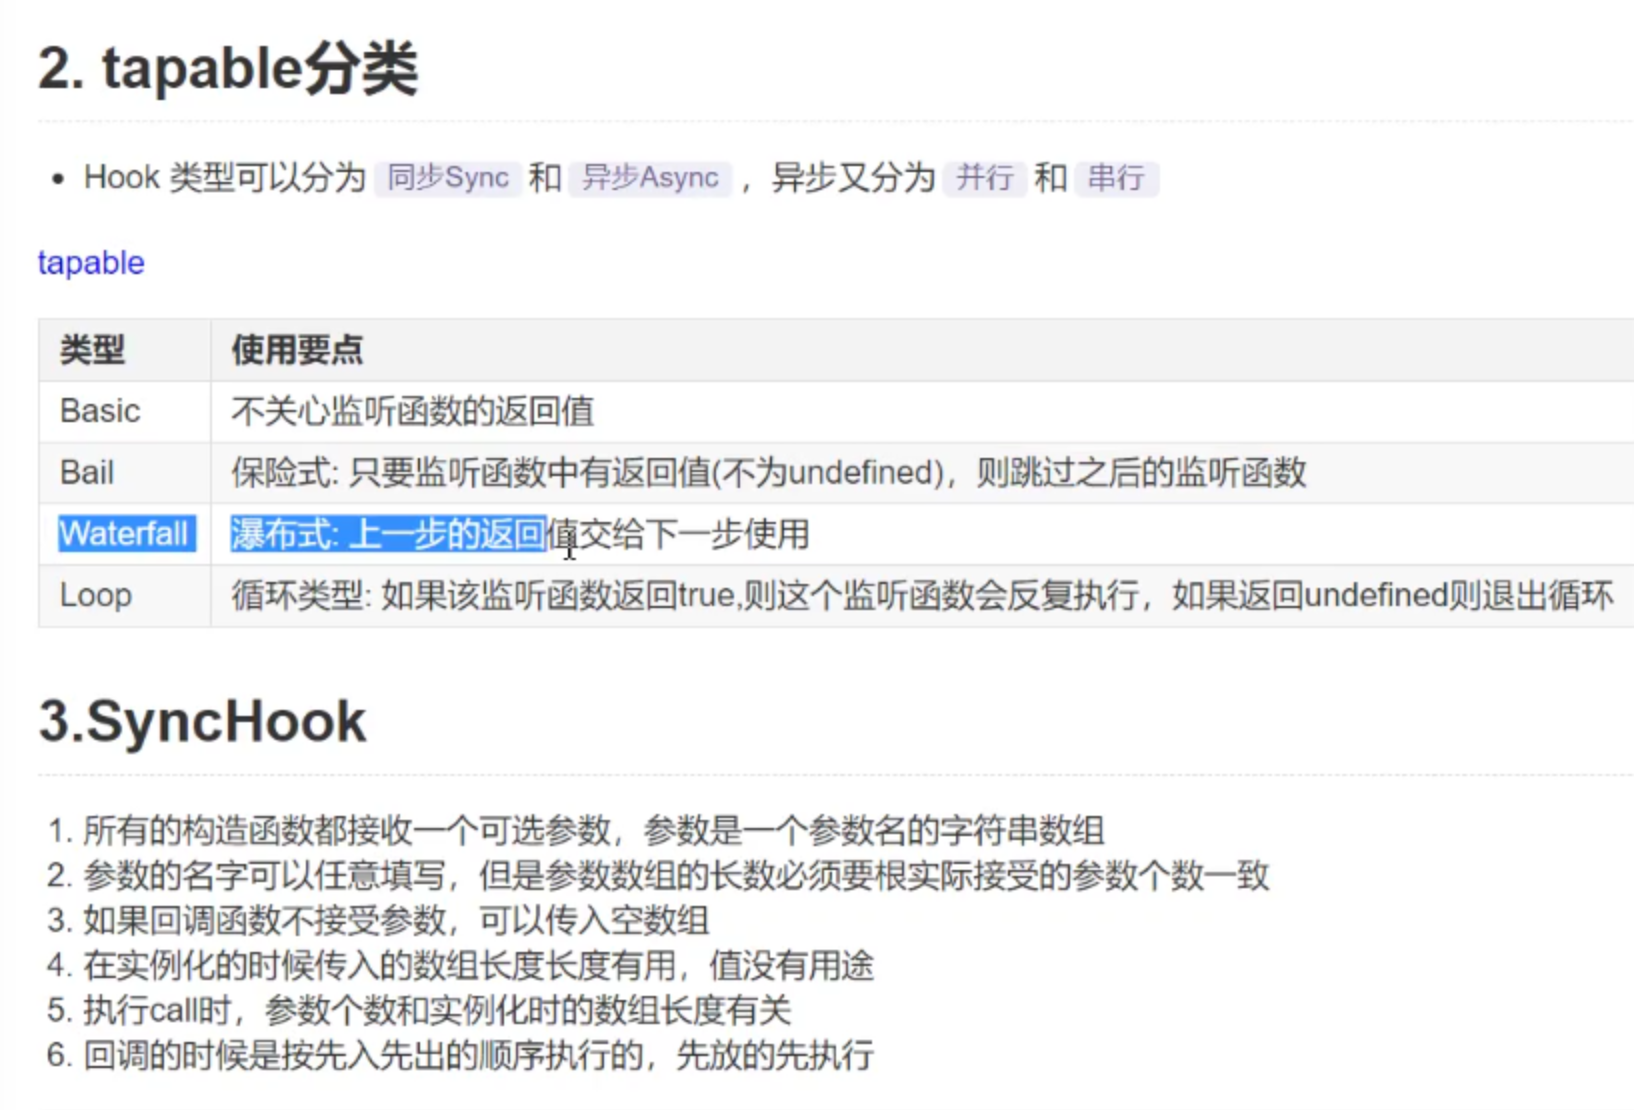 2. tapable分类
• Hook 类型可以分为 同步Sync 和 异步Async ，异步又分为 并行 和 串行
tapable
类型 使用要点
Basic 不关心监听函数的返回值
Bail 保险式: 只要监听函数中有返回值(不为undefined)，则跳过之后的监听函数
Waterfall 瀑布式: 上一步的返回值交给下一步使用
Loop 循环类型: 如果该监听函数返回true,则这个监听函数会反复执行，如果返回undefined则退出循环
3.SyncHook
1. 所有的构造函数都接收一个可选参数，参数是一个参数名的字符串数组
2. 参数的名字可以任意填写，但是参数数组的长数必须要根实际接受的参数个数一致
3. 如果回调函数不接受参数，可以传入空数组
4. 在实例化的时候传入的数组长度长度有用，值没有用途
5. 执行call时，参数个数和实例化时的数组长度有关
6. 回调的时候是按先入先出的顺序执行的，先放的先执行